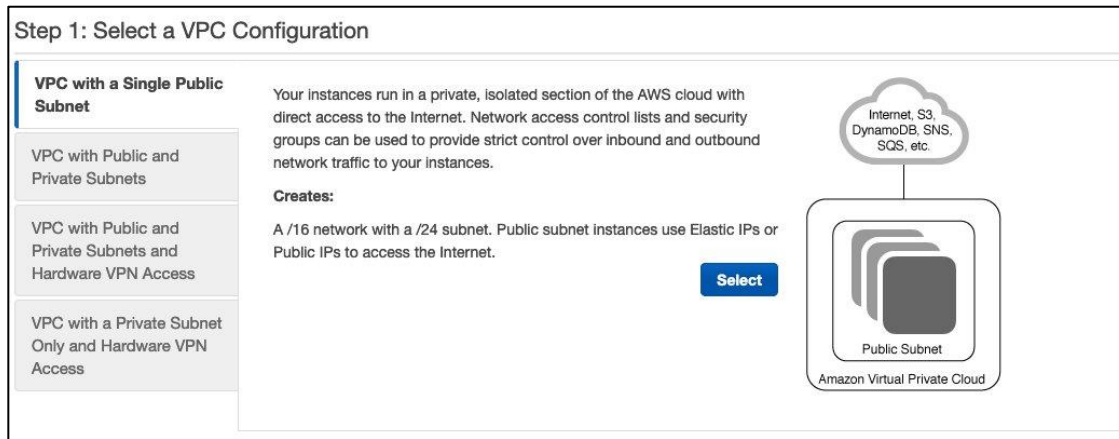 Step 1: Select a VPC Configuration
VPC with a Single Public
Subnet
VPC with Public and
Private Subnets
VPC with Public and
Private Subnets and
Hardware VPN Access
VPC with a Private Subnet
Only and Hardware VPN
Access
Your instances run in a private, isolated section of the AWS cloud with
direct access to the Internet. Network access control lists and security
groups can be used to provide strict control over inbound and outbound
network traffic to your instances.
Creates:
A /16 network with a /24 subnet. Public subnet instances use Elastic IPs or
Public IPs to access the Internet.
Select
Internet, S3,
DynamoDB, SNS,
SQS, etc.
Public Subnet
Amazon Virtual Private Cloud